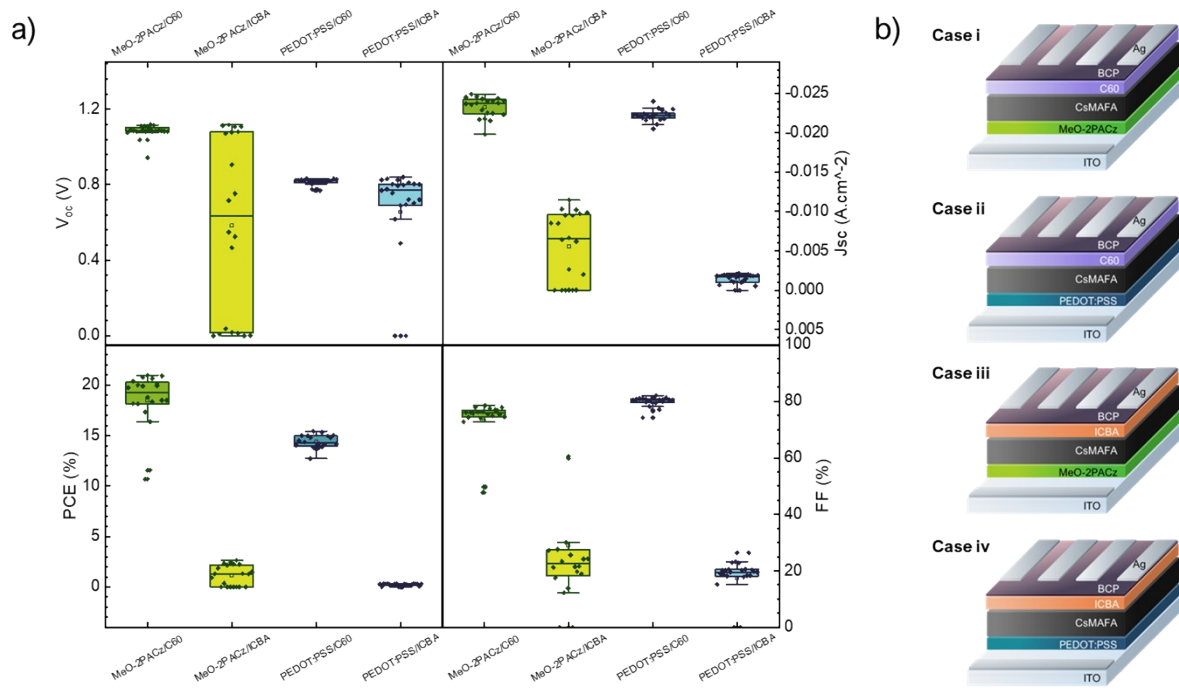 a)
MeO-2PACz/C60
MeO-2PACz/ICBA
PEDOT:PSS/C60
PEDOT:PSS/ICBA
MeO-2PACz/C60
MeO-2PACz/ICBA
PEDOT:PSS/C60
PEDOT:PSS/ICBA
Voc (V)
1.2
0.8
0.4
0.0
-0.025
-0.020
-0.015
-0.010
-0.005
0.000
0.005
Jsc (A.cm^-2)
PCE (%)
20
15
10
5
0
100
80
60
40
20
0
FF (%)
MeO-2PACz/C60
MeO-2PACz/ICBA
PEDOT:PSS/C60
PEDOT:PSS/ICBA
MeO-2PACz/C60
MeO-2PACz/ICBA
PEDOT:PSS/C60
PEDOT:PSS/ICBA
b)
Case i
Ag
BCP
C60
CsMAFA
MeO-2PACz
ITO
Case ii
Ag
BCP
C60
CsMAFA
PEDOT:PSS
ITO
Case iii
Ag
BCP
ICBA
CsMAFA
MeO-2PACz
ITO
Case iv
Ag
BCP
ICBA
CsMAFA
PEDOT:PSS
ITO